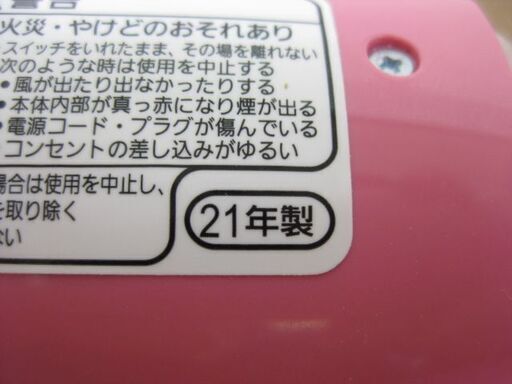 警告
火災・やけどのおそれあり
スイッチをいれたまま、その場を離れない
次のような時は使用を中止する
・風が出たり出なかったりする
・本体内部が真っ赤になり煙が出る
・電源コード・プラグが傷んでいる
・コンセントの差し込みがゆるい
場合は使用を中止し、
を取り除く
ない
21年製